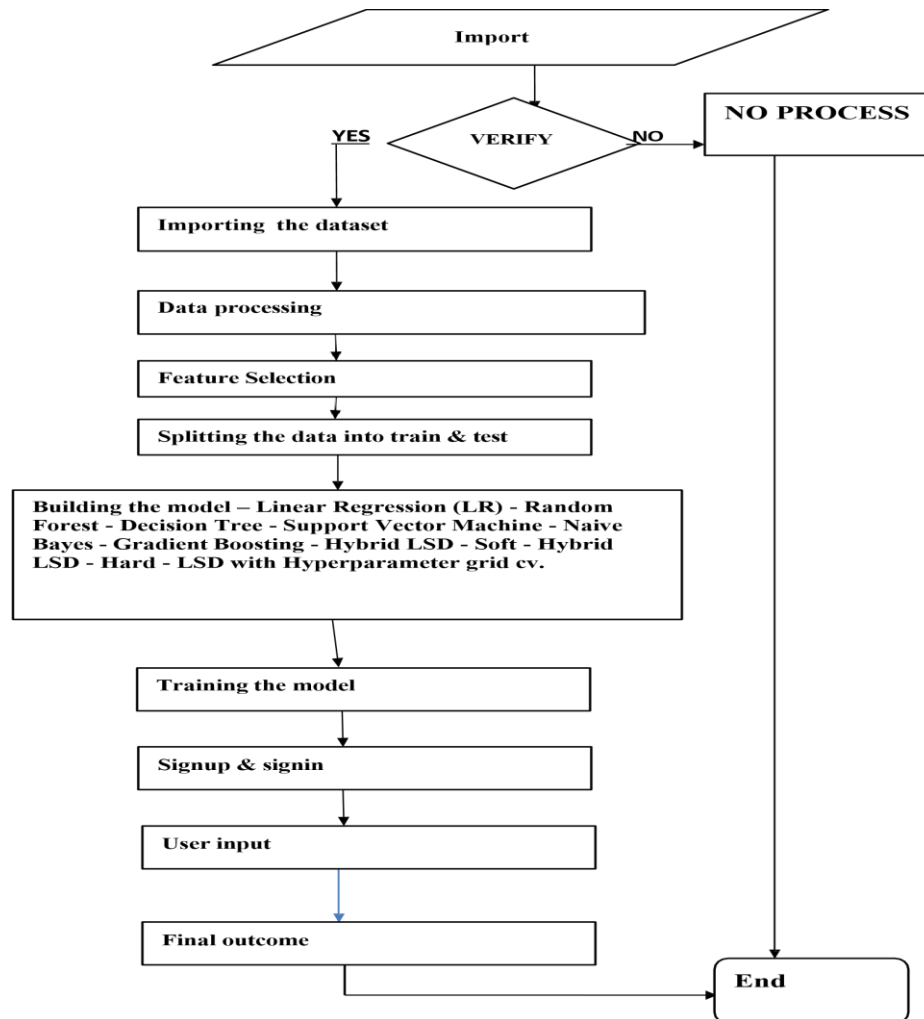 Import
NO PROCESS
YES
VERIFY
NO
Importing the dataset
Data processing
Feature Selection
Splitting the data into train & test
Building the model – Linear Regression (LR) - Random
Forest - Decision Tree - Support Vector Machine - Naive
Bayes - Gradient Boosting - Hybrid LSD - Soft - Hybrid
LSD - Hard - LSD with Hyperparameter grid cv.
Training the model
Signup & signin
User input
Final outcome
End